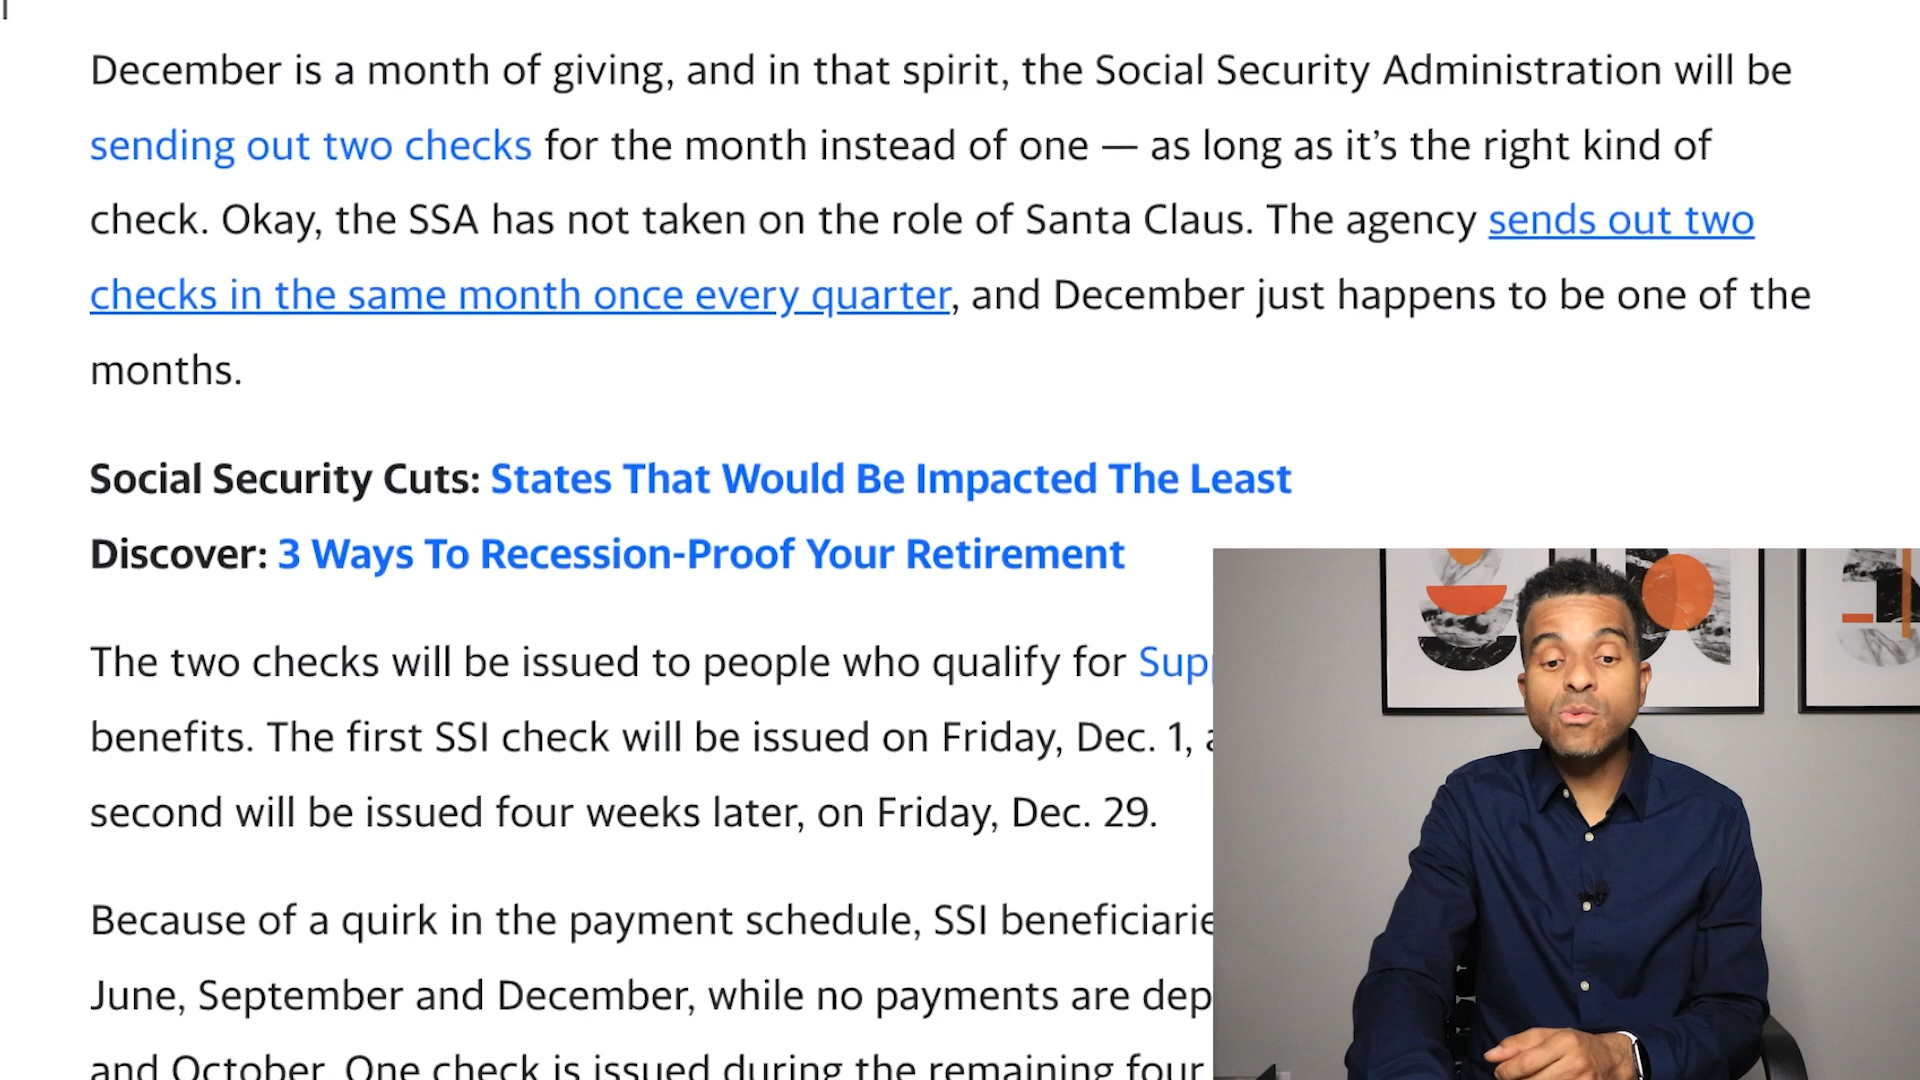 December is a month of giving, and in that spirit, the Social Security Administration will be
sending out two checks for the month instead of one — as long as it’s the right kind of
check. Okay, the SSA has not taken on the role of Santa Claus. The agency sends out two
checks in the same month once every quarter, and December just happens to be one of the
months.
Social Security Cuts: States That Would Be Impacted The Least
Discover: 3 Ways To Recession-Proof Your Retirement
The two checks will be issued to people who qualify for
benefits. The first SSI check will be issued on Friday, Dec. 1,
second will be issued four weeks later, on Friday, Dec. 29.
Because of a quirk in the payment schedule, SSI
June, September and December, while no payments are
and October. One check is issued during the remaining four